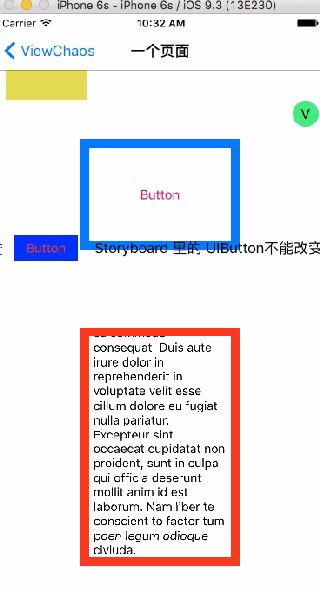 iPhone 6s - iPhone 6s / iOS 9.3 (13E230)
Carrier 10:32 AM
ViewChaos 一个页面
V
Button
Button Storyboard 里的 UIButton不能改变
consequat. Duis aute
irure dolor in
reprehenderit in
voluptate velit esse
cillum dolore eu fugiat
nulla pariatur.
Excepteur sint
occaecat cupidatat non
proident, sunt in culpa
qui officia deserunt
mollit anim id est
laborum. Nam liber te
conscient to factor tum
poen legum odioque
civiuda.